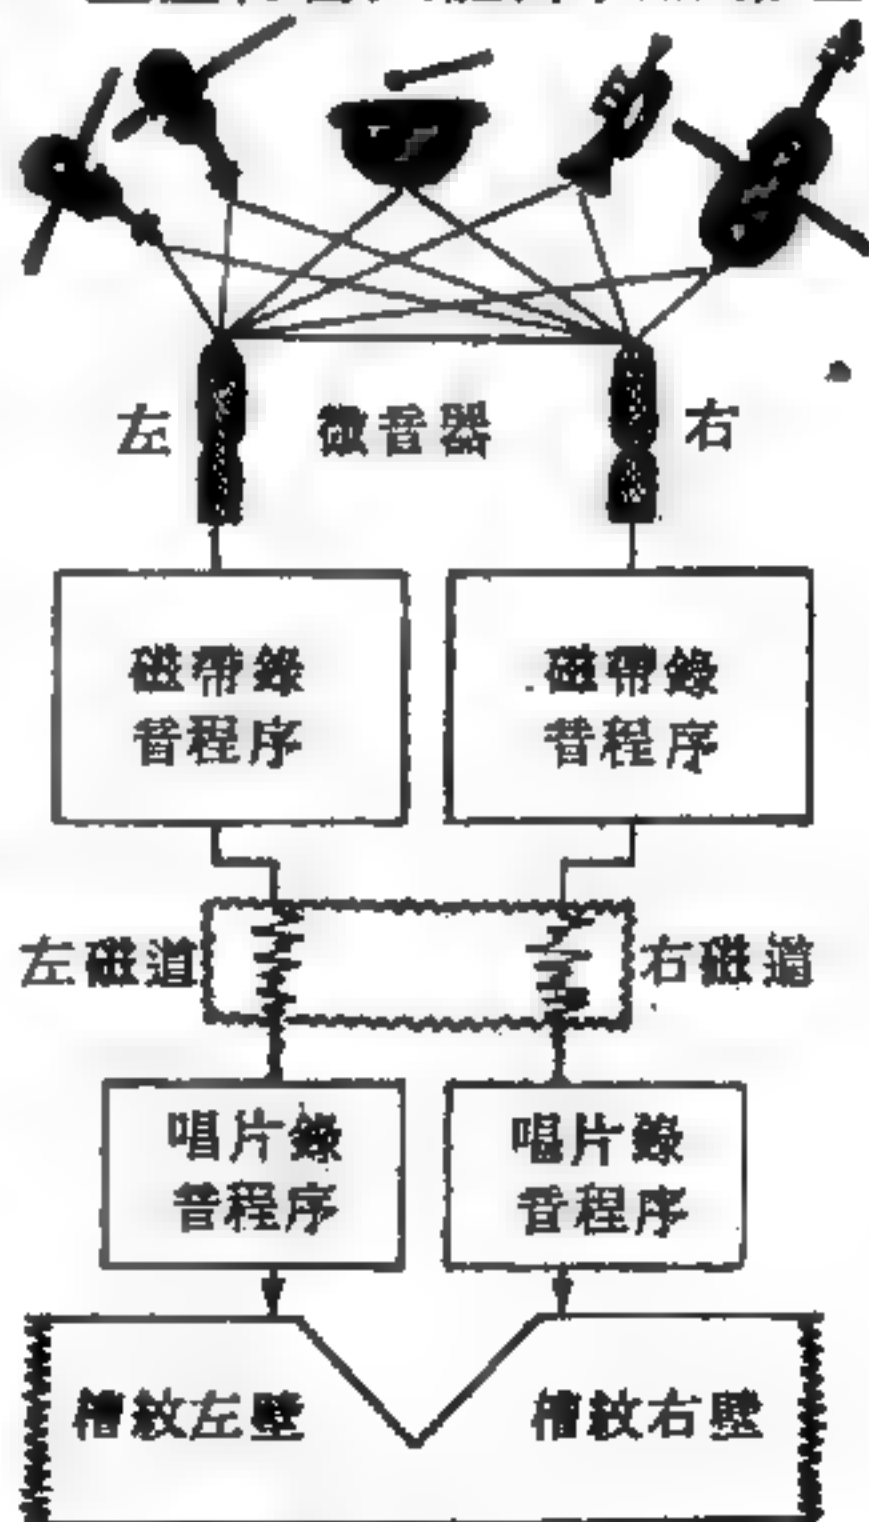 左 微音器 右
磁帶錄 磁帶錄
音程序 音程序
左磁道 右磁道
唱片錄 唱片錄
音程序 音程序
槽紋左壁 槽紋右壁